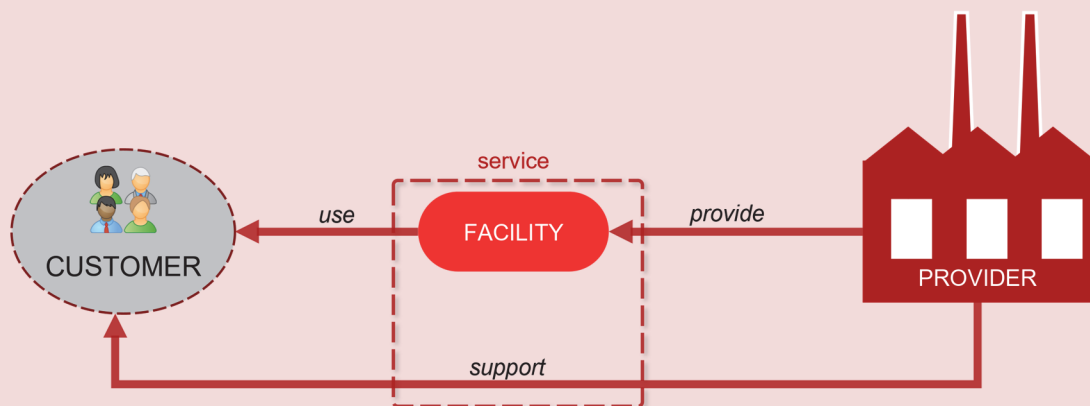 service
use
FACILITY
provide
CUSTOMER
PROVIDER
support